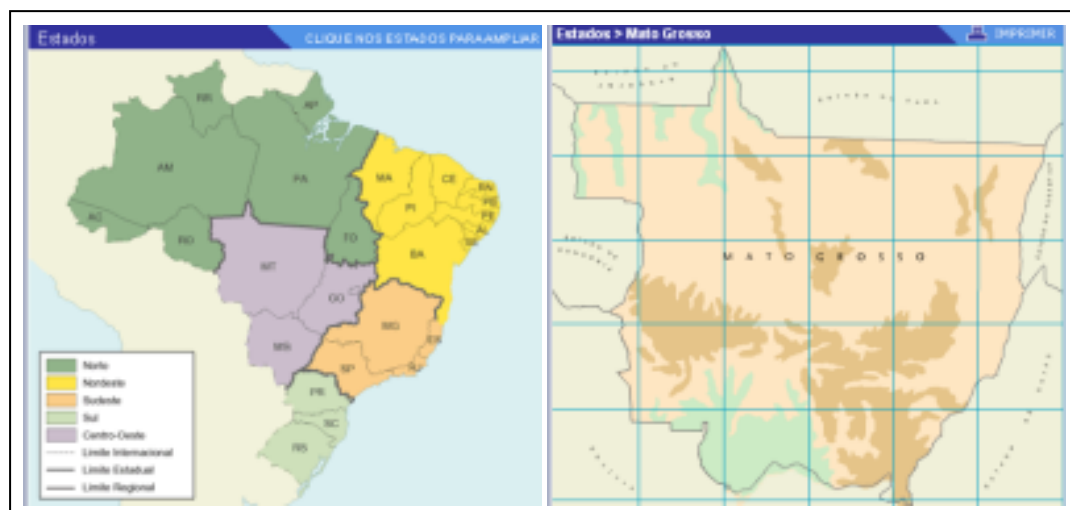 Estados
CLIQUE NOS ESTADOS PARA AMPLIAR
RR
AP
AM
PA
MA
CE
RN
PB
PI
PE
AC
AL
SE
TO
RO
BA
MT
GO
MG
ES
MS
SP
RJ
PR
SC
RS
Norte
Nordeste
Sudeste
Sul
Centro-Oeste
Limite Internacional
Limite Estadual
Limite Regional
Estados > Mato Grosso
IMPRIMIR
MATO GROSSO